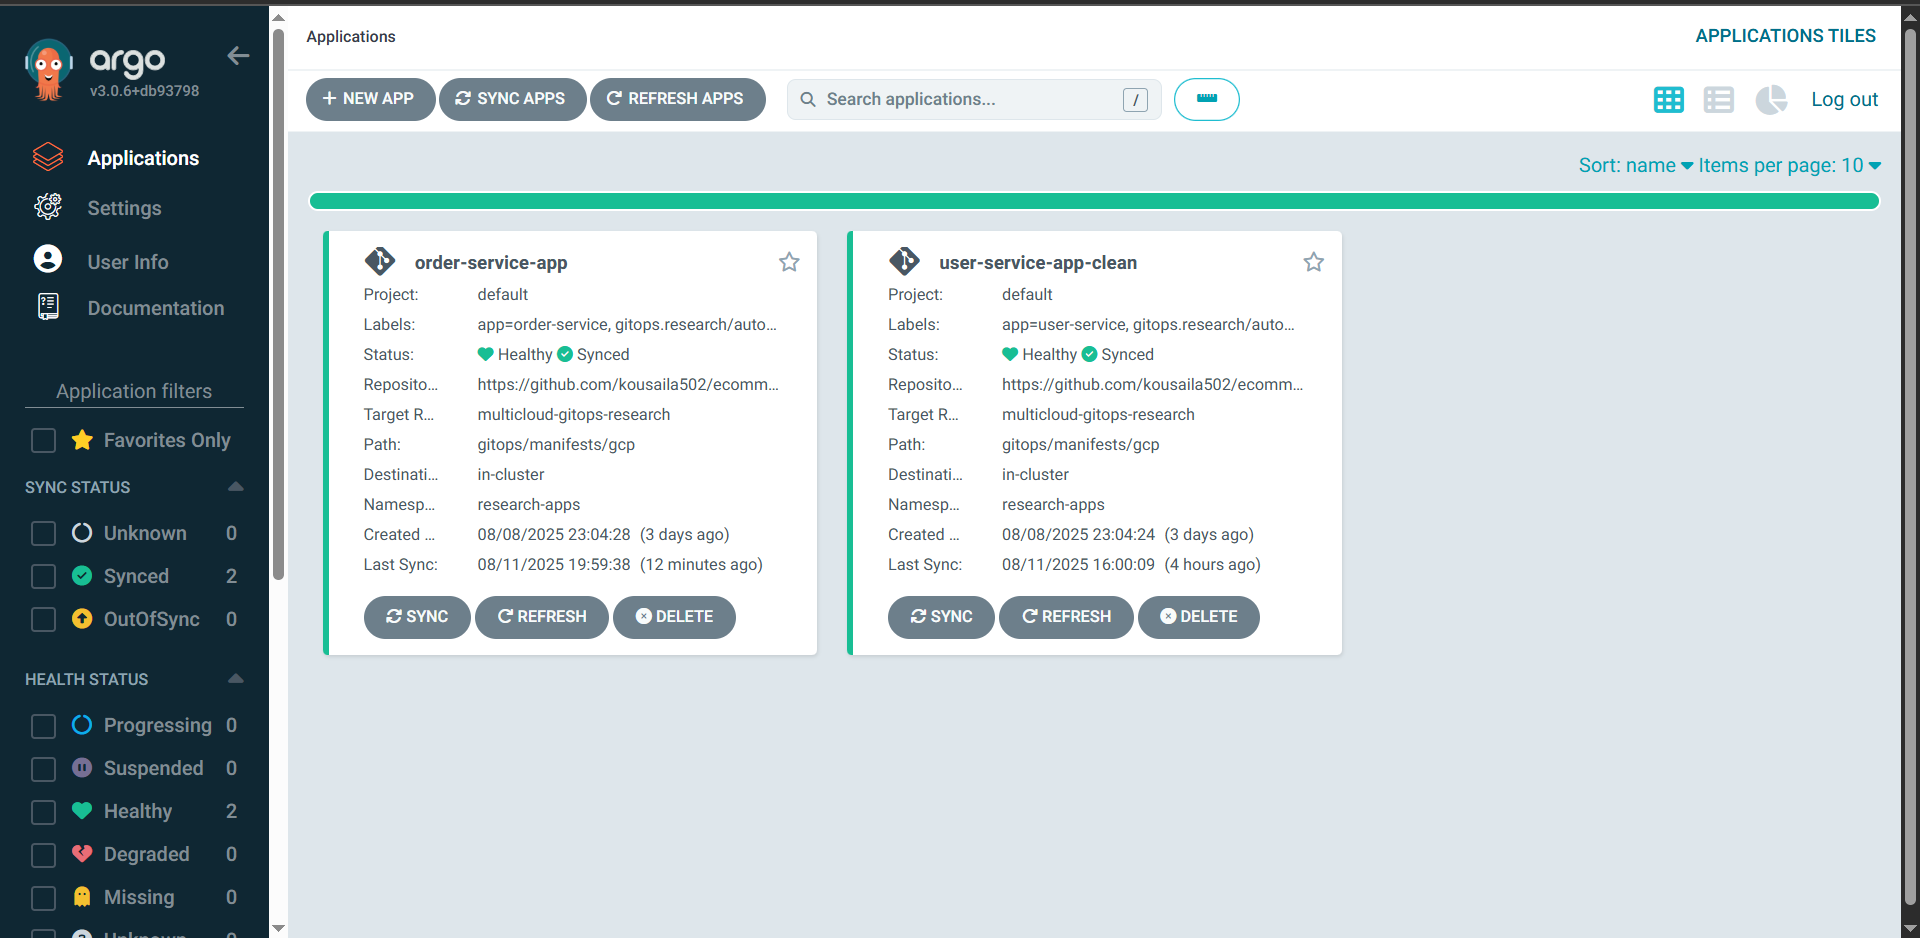 argo
v3.0.6+db93798
Applications
Settings
User Info
Documentation
Application filters
Favorites Only
SYNC STATUS
Unknown 0
Synced 2
OutOfSync 0
HEALTH STATUS
Progressing 0
Suspended 0
Healthy 2
Degraded 0
Missing 0
Applications
APPLICATIONS TILES
NEW APP
SYNC APPS
REFRESH APPS
Search applications...
/
Log out
Sort: name
Items per page: 10
order-service-app
Project: default
Labels: app=order-service, gitops.research/auto...
Status: Healthy Synced
Reposito... https://github.com/kousaila502/ecomm...
Target R... multicloud-gitops-research
Path: gitops/manifests/gcp
Destinati... in-cluster
Namesp... research-apps
Created ... 08/08/2025 23:04:28 (3 days ago)
Last Sync: 08/11/2025 19:59:38 (12 minutes ago)
SYNC
REFRESH
DELETE
user-service-app-clean
Project: default
Labels: app=user-service, gitops.research/auto...
Status: Healthy Synced
Reposito... https://github.com/kousaila502/ecomm...
Target R... multicloud-gitops-research
Path: gitops/manifests/gcp
Destinati... in-cluster
Namesp... research-apps
Created ... 08/08/2025 23:04:24 (3 days ago)
Last Sync: 08/11/2025 16:00:09 (4 hours ago)
SYNC
REFRESH
DELETE